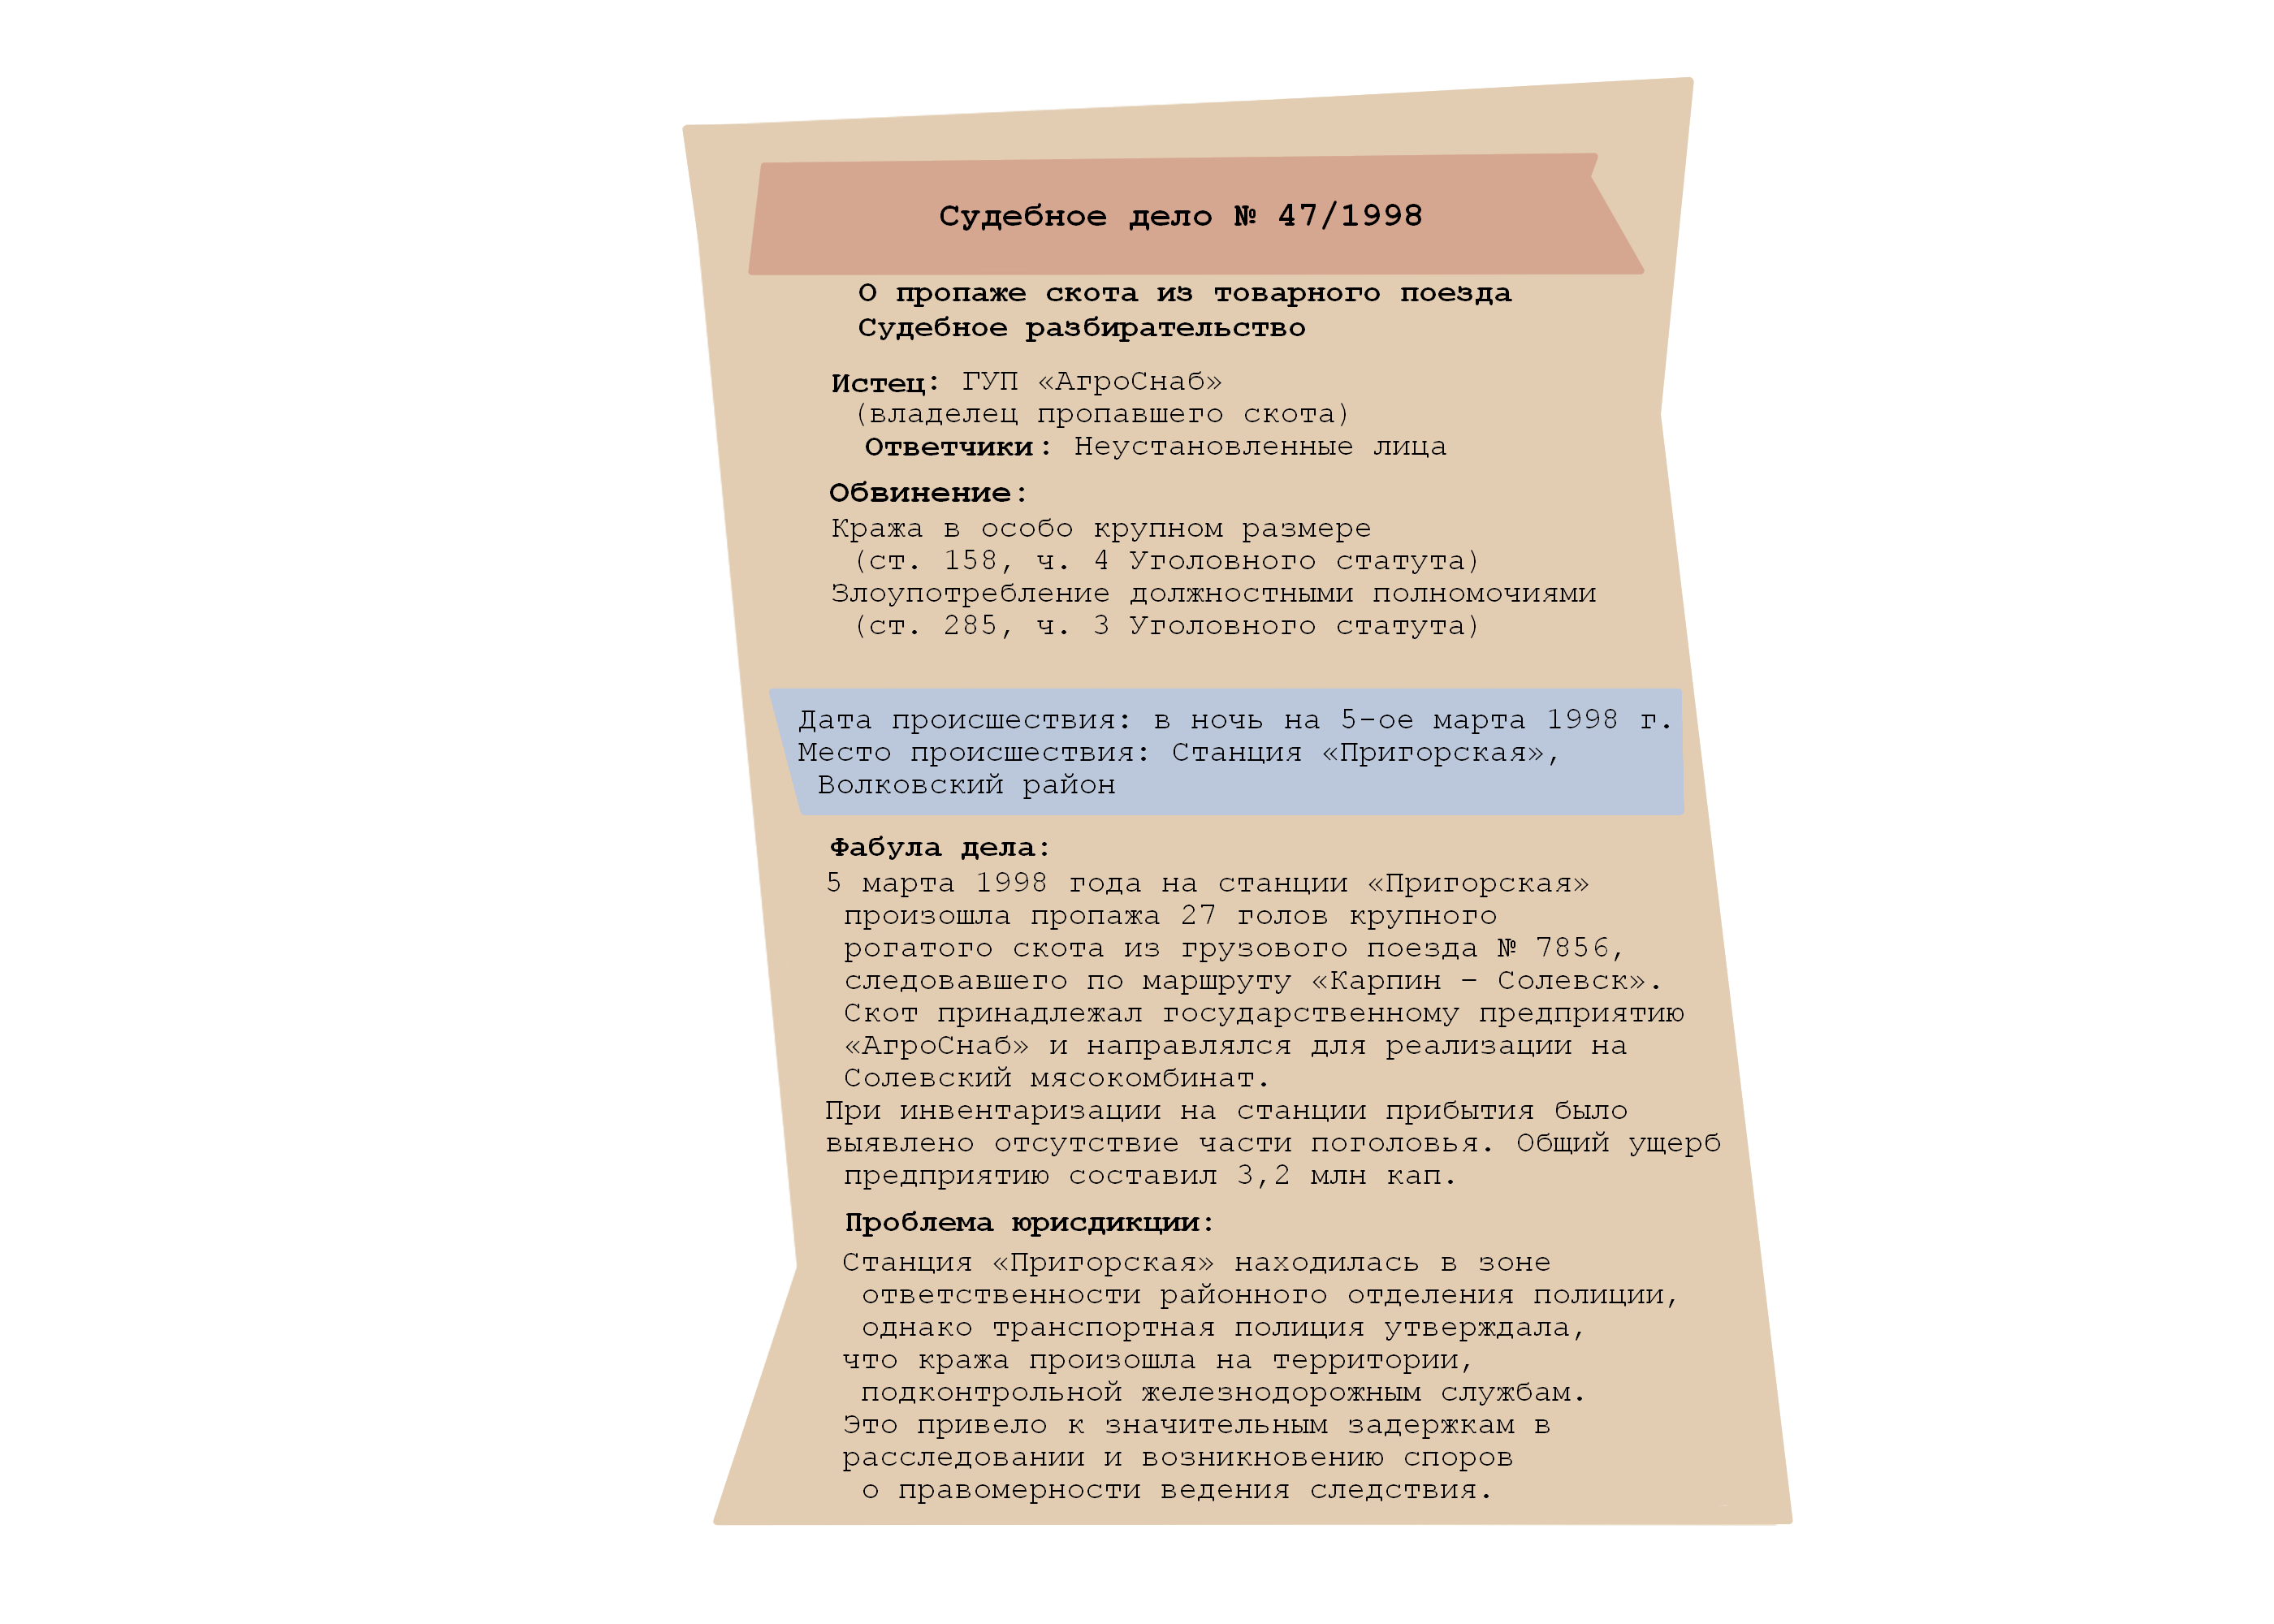 Судебное дело № 47/1998
О пропаже скота из товарного поезда
Судебное разбирательство
Истец: ГУП «АгроСнаб»
(владелец пропавшего скота)
Ответчики: Неустановленные лица
Обвинение:
Кража в особо крупном размере
(ст. 158, ч. 4 Уголовного статута)
Злоупотребление должностными полномочиями
(ст. 285, ч. 3 Уголовного статута)
Дата происшествия: в ночь на 5-ое марта 1998 г.
Место происшествия: Станция «Пригорская»,
Волковский район
Фабула дела:
5 марта 1998 года на станции «Пригорская»
произошла пропажа 27 голов крупного
рогатого скота из грузового поезда № 7856,
следовавшего по маршруту «Карпин – Солевск».
Скот принадлежал государственному предприятию
«АгроСнаб» и направлялся для реализации на
Солевский мясокомбинат.
При инвентаризации на станции прибытия было
выявлено отсутствие части поголовья. Общий ущерб
предприятию составил 3,2 млн кап.
Проблема юрисдикции:
Станция «Пригорская» находилась в зоне
ответственности районного отделения полиции,
однако транспортная полиция утверждала,
что кража произошла на территории,
подконтрольной железнодорожным службам.
Это привело к значительным задержкам в
расследовании и возникновению споров
о правомерности ведения следствия.